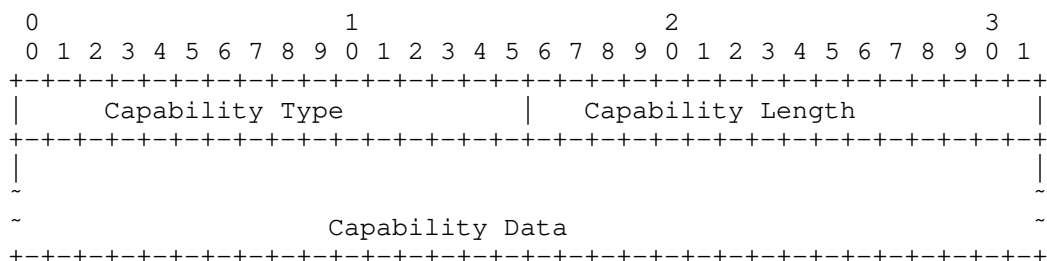 0                   1                   2                   3
 0 1 2 3 4 5 6 7 8 9 0 1 2 3 4 5 6 7 8 9 0 1 2 3 4 5 6 7 8 9 0 1
+-+-+-+-+-+-+-+-+-+-+-+-+-+-+-+-+-+-+-+-+-+-+-+-+-+-+-+-+-+-+-+-+
|     Capability Type           |   Capability Length           |
+-+-+-+-+-+-+-+-+-+-+-+-+-+-+-+-+-+-+-+-+-+-+-+-+-+-+-+-+-+-+-+-+
|                                                               |
~                                                               ~
~                   Capability Data                             ~
+-+-+-+-+-+-+-+-+-+-+-+-+-+-+-+-+-+-+-+-+-+-+-+-+-+-+-+-+-+-+-+-+